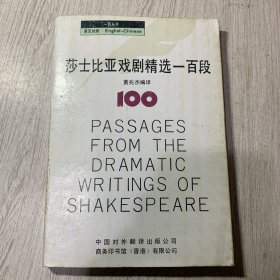 一百丛书
英汉对照 English-Chinese
莎士比亚戏剧精选一百段
黄兆杰编译
100
PASSAGES
FROM THE
DRAMATIC
WRITINGS OF
SHAKESPEARE
中国对外翻译出版公司
商务印书馆（香港）有限公司